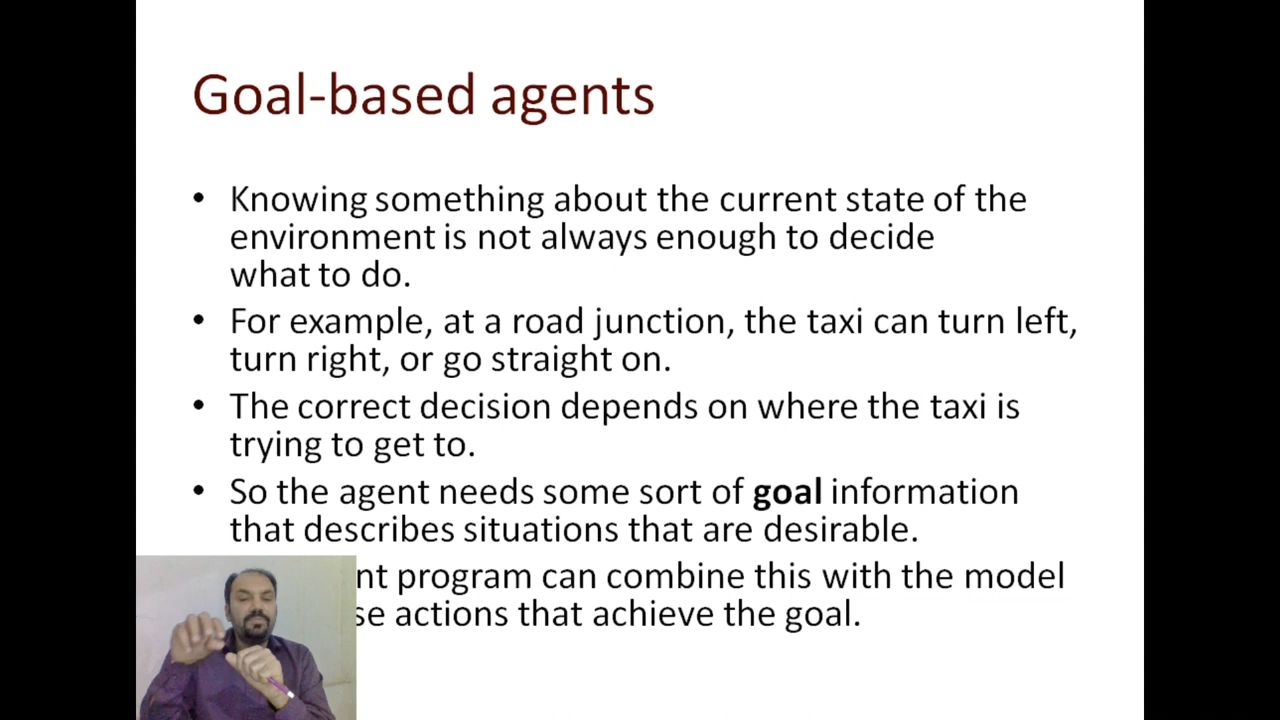 Goal-based agents
• Knowing something about the current state of the
environment is not always enough to decide
what to do.
• For example, at a road junction, the taxi can turn left,
turn right, or go straight on.
• The correct decision depends on where the taxi is
trying to get to.
• So the agent needs some sort of goal information
that describes situations that are desirable.
program can combine this with the model
actions that achieve the goal.